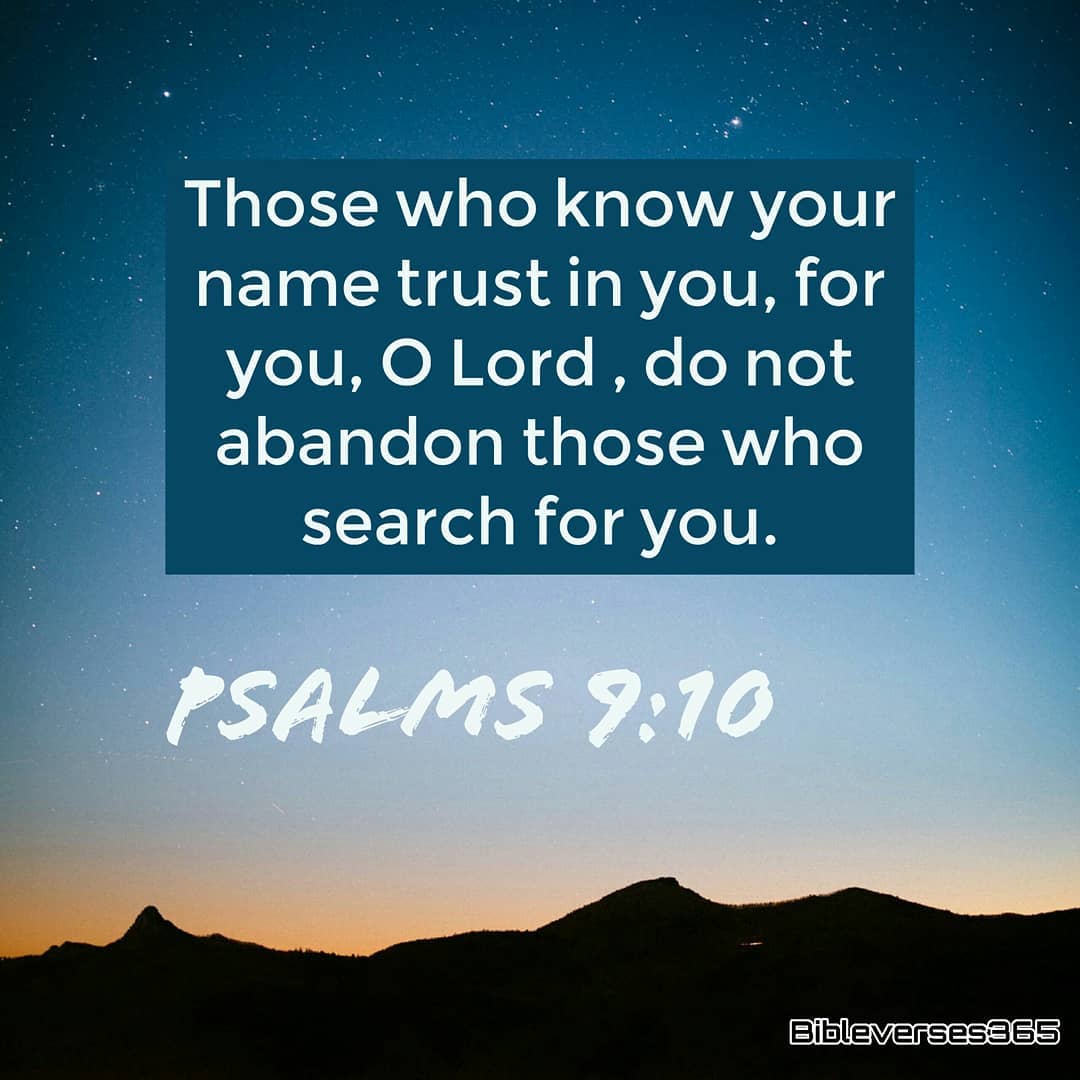 Those who know your
name trust in you, for
you, O Lord , do not
abandon those who
search for you.
PSALMS 9:10
Bibleverses365